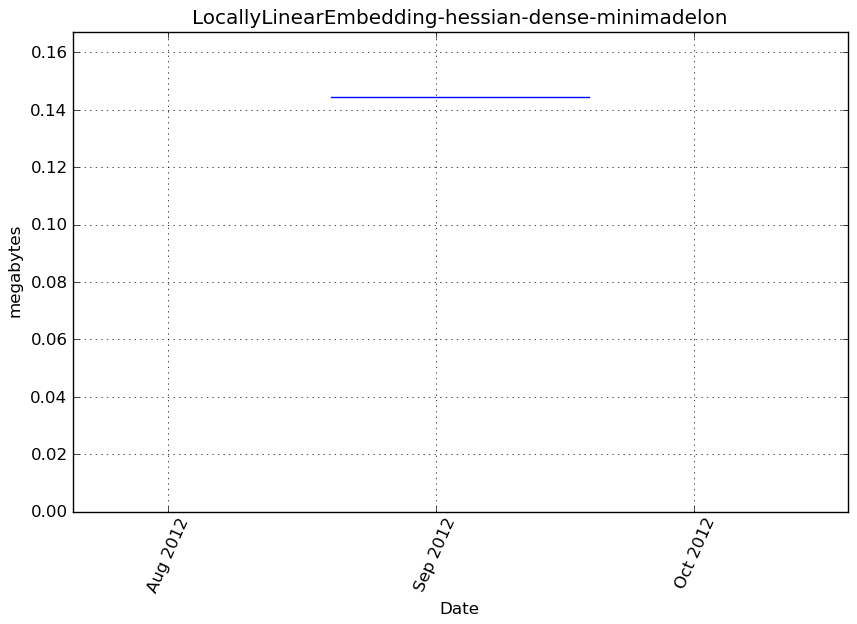 LocallyLinearEmbedding-hessian-dense-minimadelon
0.16
0.14
0.12
0.10
0.08
0.06
0.04
0.02
0.00
megabytes
Aug 2012
Sep 2012
Oct 2012
Date